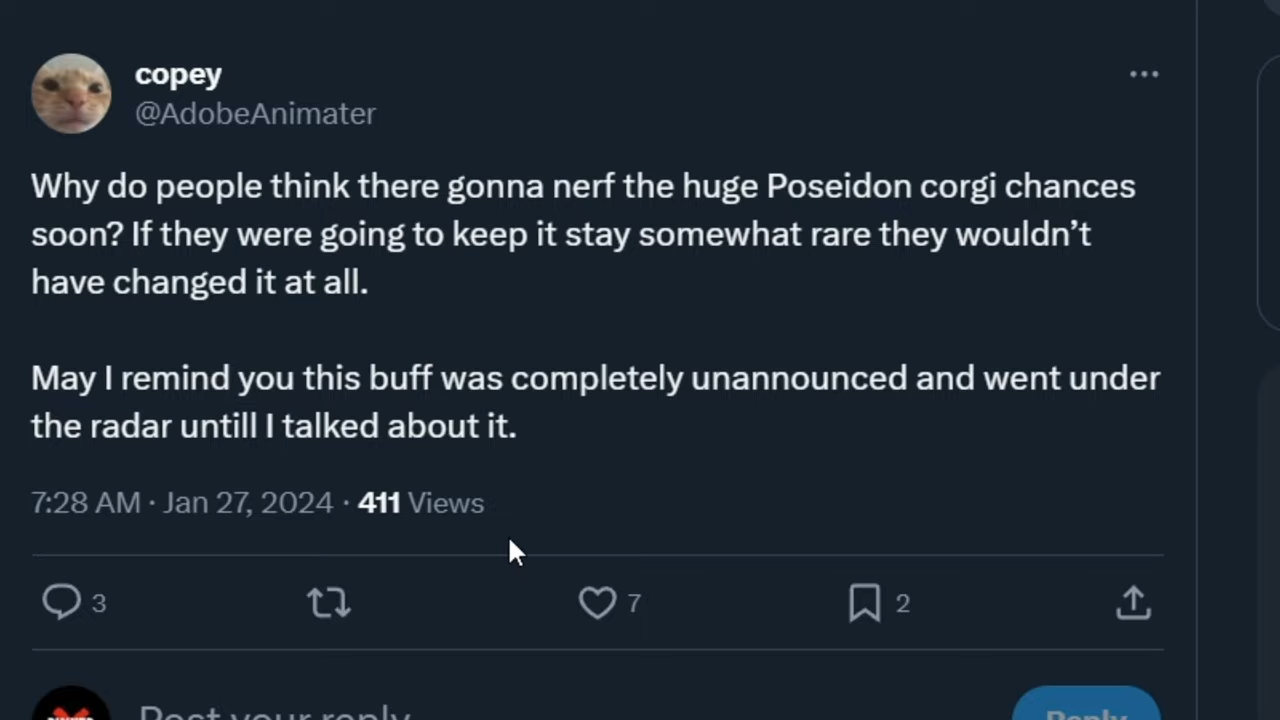 copey
@AdobeAnimater
Why do people think there gonna nerf the huge Poseidon corgi chances
soon? If they were going to keep it stay somewhat rare they wouldn’t
have changed it at all.
May I remind you this buff was completely unannounced and went under
the radar untill I talked about it.
7:28 AM · Jan 27, 2024 · 411 Views
3 7 2
Post your reply
Reply